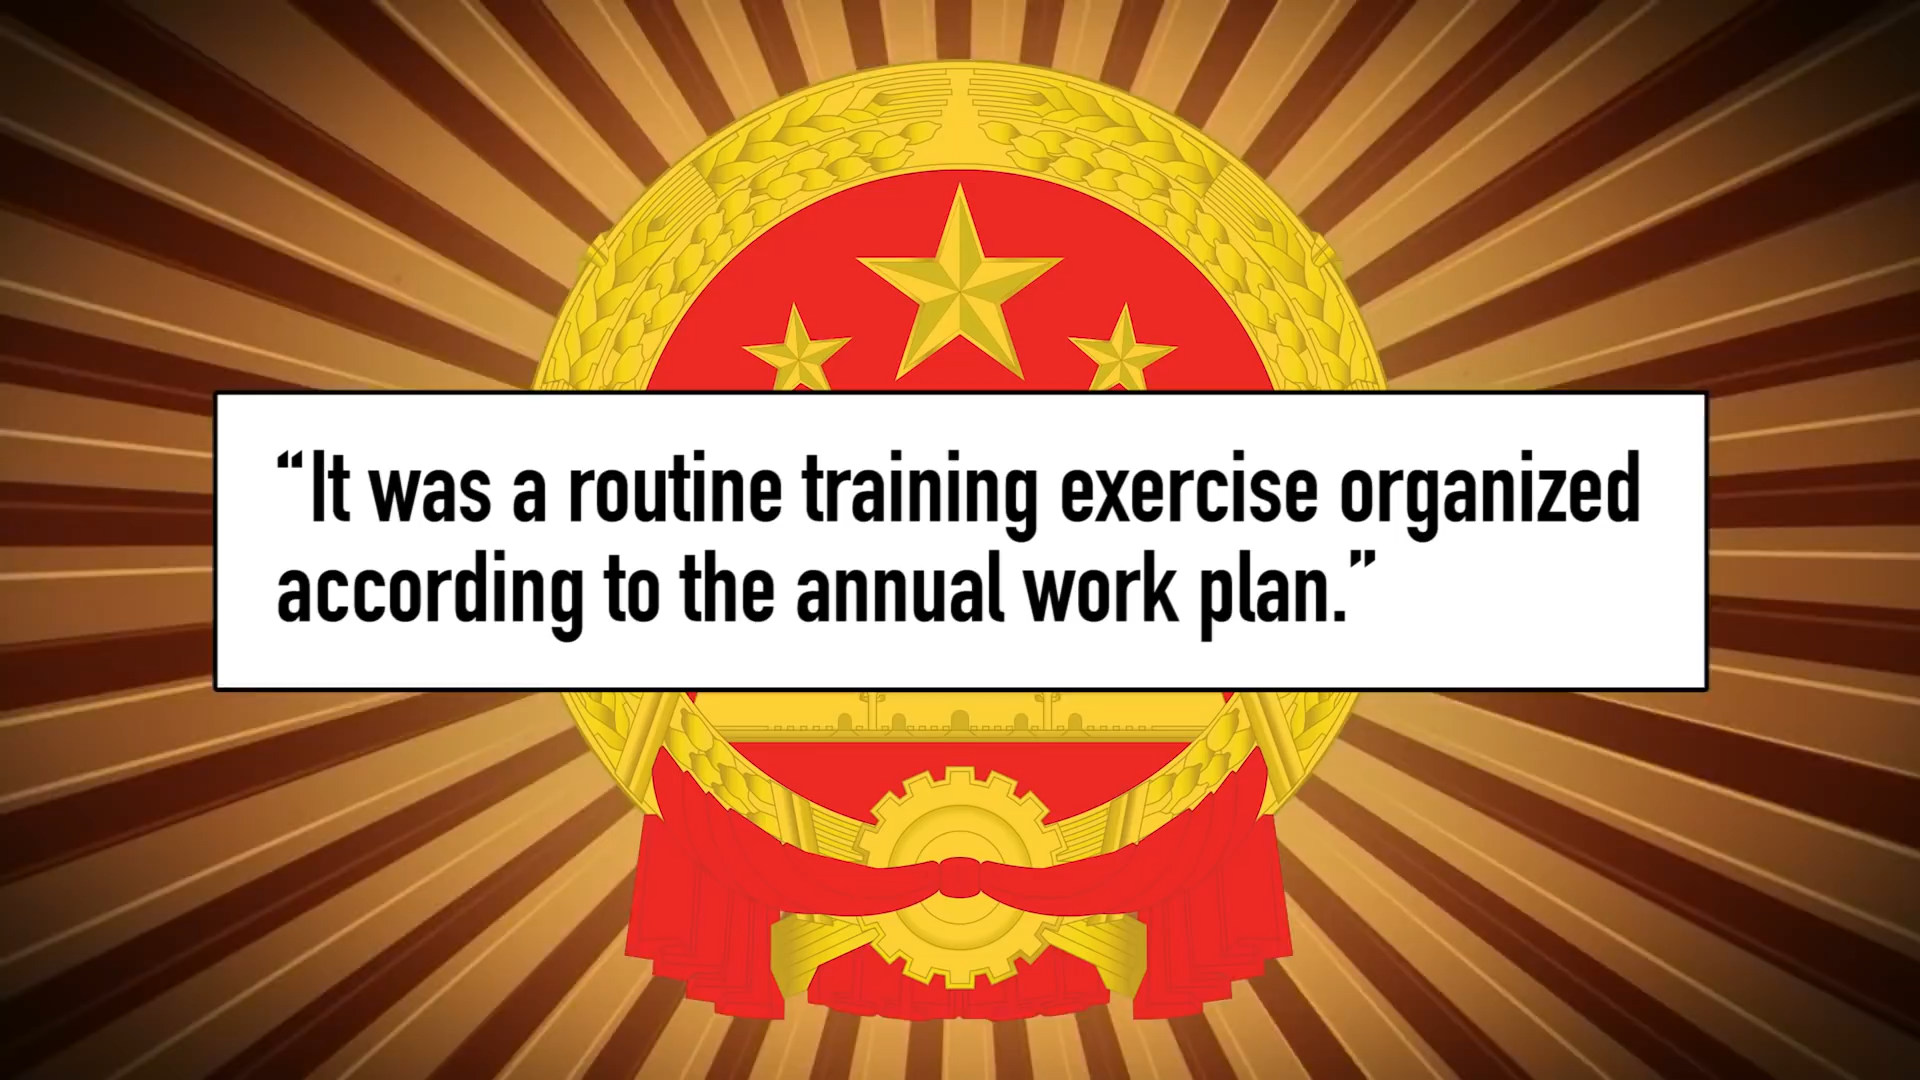 “It was a routine training exercise organized
according to the annual work plan.”